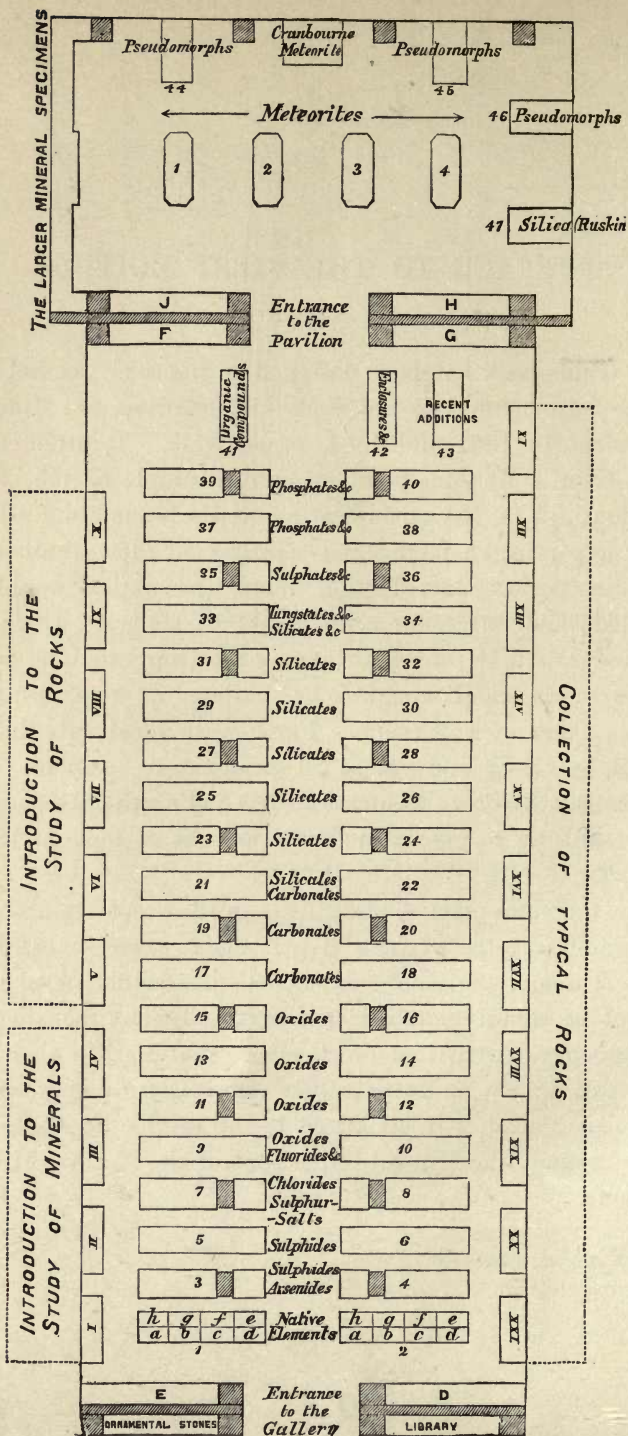 THE LARGER MINERAL SPECIMENS
Pseudomorphs
Cranbourne
Meteorite
Pseudomorphs
44
45
Meteorites
46 Pseudomorphs
1 2 3 4
47 Silica (Ruskin
J
Entrance
to the
Pavilion
H
F
G
Organic
Compounds
41
Enclosures &c
42
RECENT
ADDITIONS
43
XI
39 Phosphates &c 40
X
37 Phosphates &c 38
XII
35 Sulphates &c 36
IX
33 Tungstates &c
Silicates &c 34
XIII
31 Silicates 32
VIII
29 Silicates 30
XIV
27 Silicates 28
VII
25 Silicates 26
XV
23 Silicates 24
VI
21 Silicates
Carbonates 22
XVI
19 Carbonates 20
V
17 Carbonates 18
XVII
15 Oxides 16
IV
13 Oxides 14
XVIII
11 Oxides 12
III
9 Oxides
Fluorides &c 10
XIX
7 Chlorides
Sulphur-
-Salts 8
II
5 Sulphides 6
XX
3 Sulphides
Arsenides 4
I
h g f e Native h g f e
a b c d Elements a b c d
1 2
XXI
INTRODUCTION TO THE
STUDY OF ROCKS
INTRODUCTION TO THE
STUDY OF MINERALS
COLLECTION OF TYPICAL ROCKS
E
Entrance
to the
Gallery
D
ORNAMENTAL STONES
LIBRARY